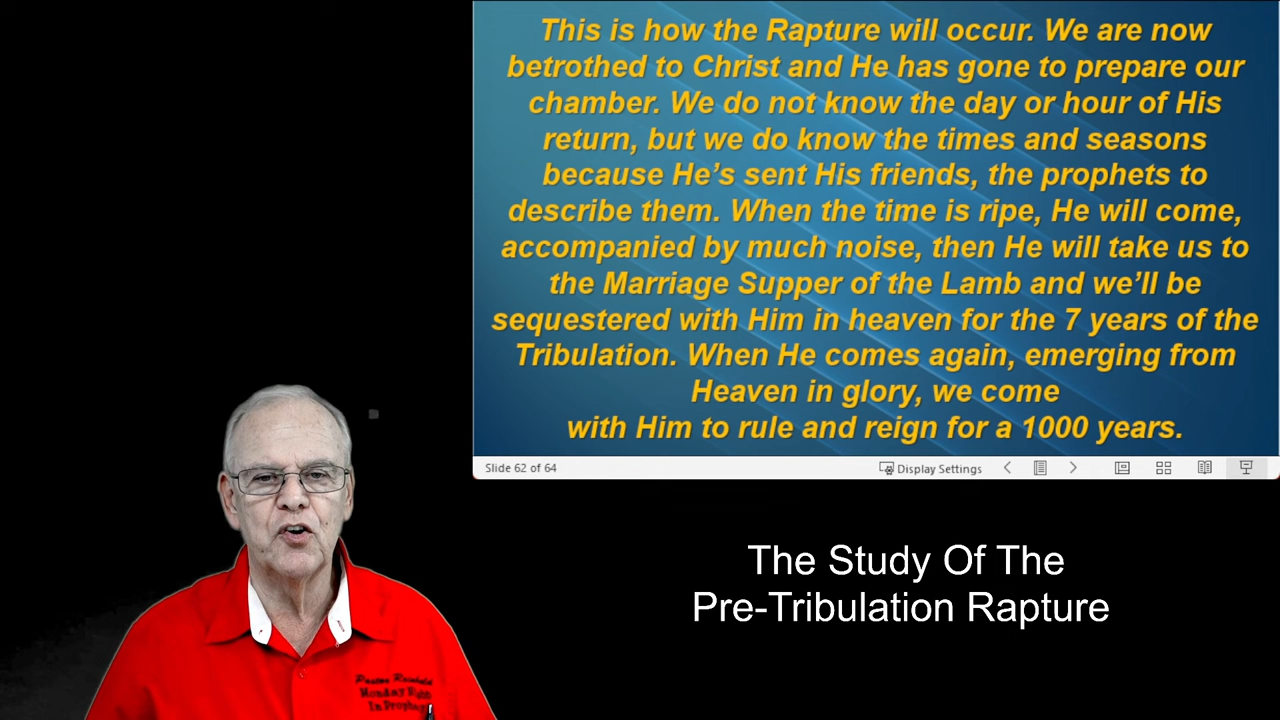 This is how the Rapture will occur. We are now
betrothed to Christ and He has gone to prepare our
chamber. We do not know the day or hour of His
return, but we do know the times and seasons
because He’s sent His friends, the prophets to
describe them. When the time is ripe, He will come,
accompanied by much noise, then He will take us to
the Marriage Supper of the Lamb and we’ll be
sequestered with Him in heaven for the 7 years of the
Tribulation. When He comes again, emerging from
Heaven in glory, we come
with Him to rule and reign for a 1000 years.
Slide 62 of 64
Display Settings
The Study Of The
Pre-Tribulation Rapture
Pastor
Monday
In